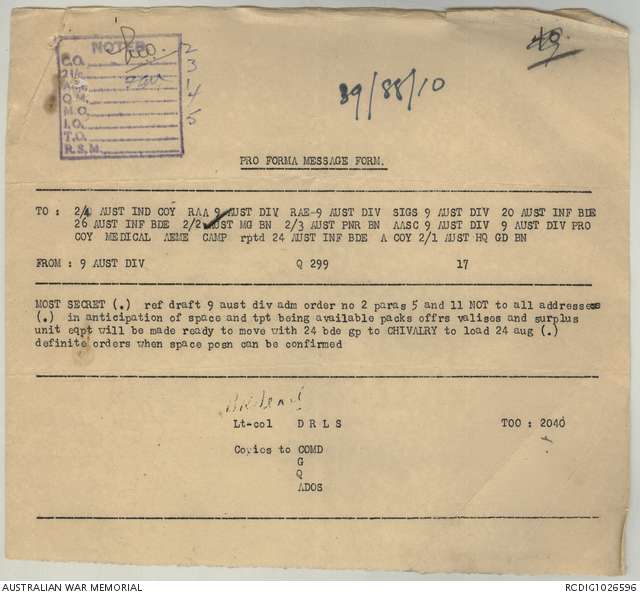 NOTED
C.O. 2
2 i/c 3
Adjt 1
Q.M. 4
M.O. 5
I.O.
T.O.
R.S.M.
49
39/88/10
PRO FORMA MESSAGE FORM.
TO : 2/4 AUST IND COY RAA 9 AUST DIV RAE-9 AUST DIV SIGS 9 AUST DIV 20 AUST INF BDE
26 AUST INF BDE 2/2 AUST MG BN 2/3 AUST PNR BN AASC 9 AUST DIV 9 AUST DIV PRO
COY MEDICAL AEME CAMP rptd 24 AUST INF BDE A COY 2/1 AUST HQ GD BN
FROM : 9 AUST DIV Q 299 17
MOST SECRET (.) ref draft 9 aust div adm order no 2 paras 5 and 11 NOT to all addresses
(.) in anticipation of space and tpt being available packs offrs valises and surplus
unit eqpt will be made ready to move with 24 bde gp to CHIVALRY to load 24 aug (.)
definite orders when space posn can be confirmed
Lt-col D R L S TOO : 2040
Copies to COMD
G
Q
ADOS
AUSTRALIAN WAR MEMORIAL
RCDIG1026596